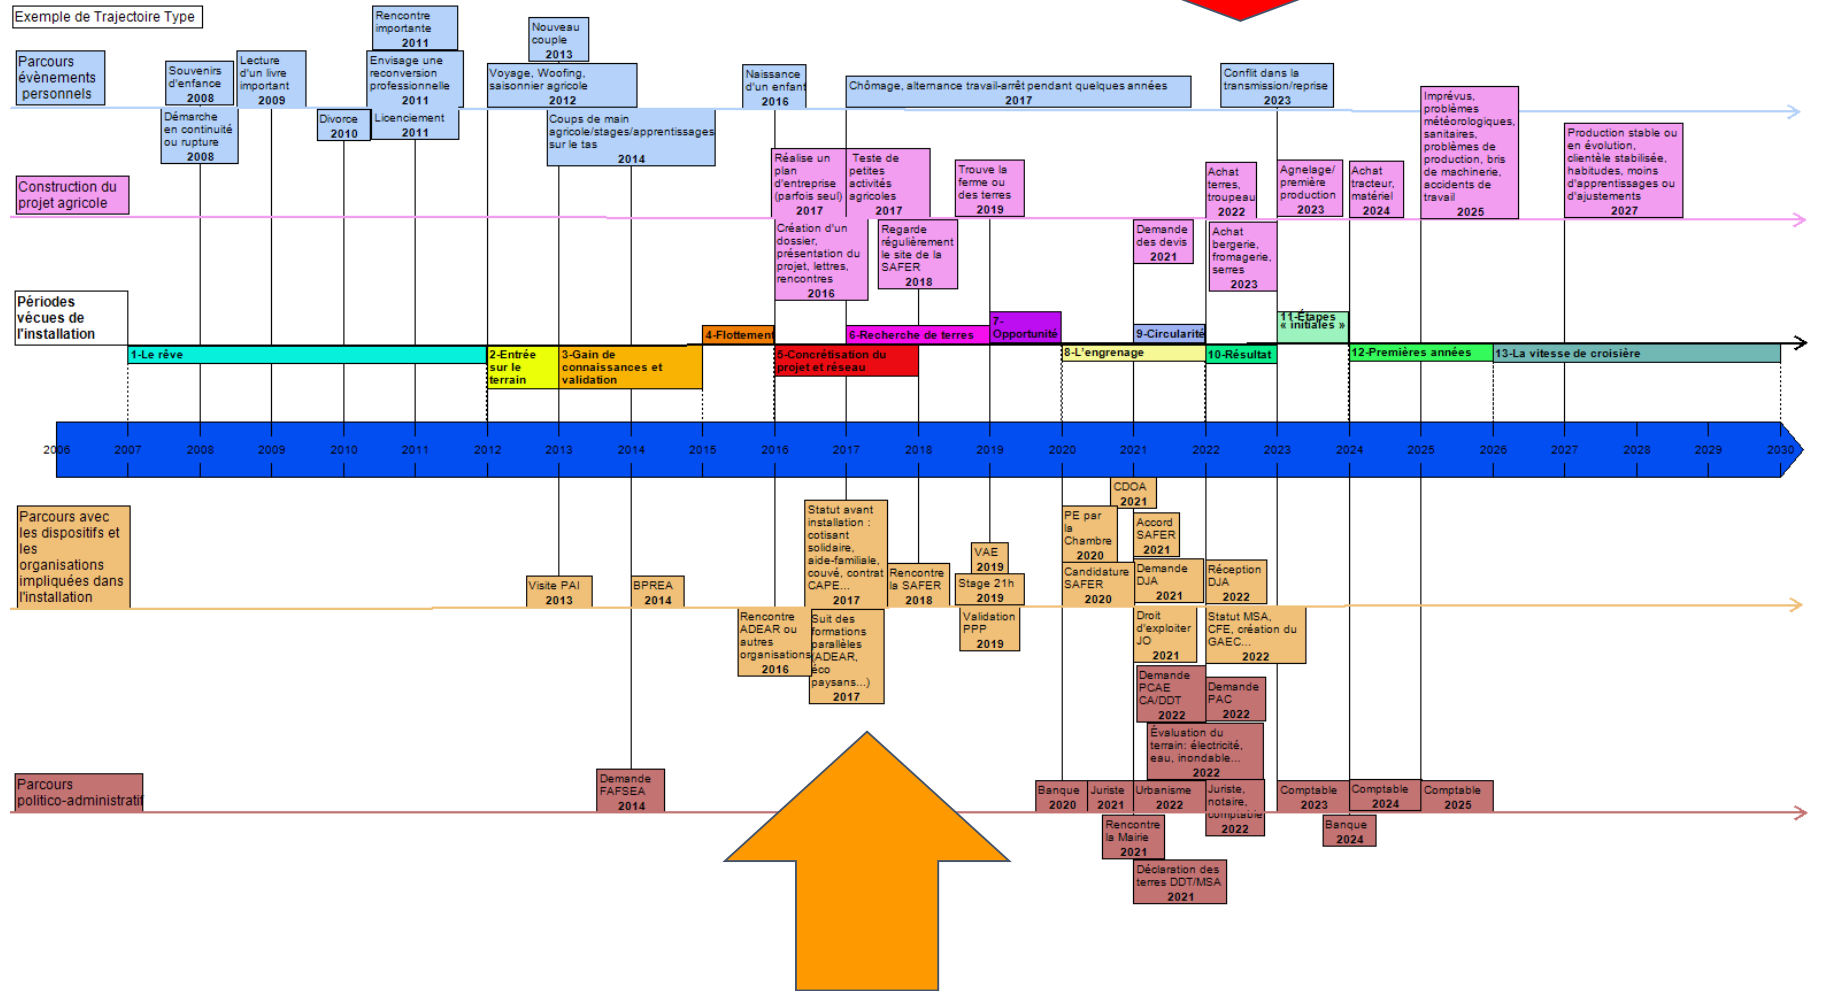 Exemple de Trajectoire Type
Parcours
évènements
personnels
Souvenirs
d'enfance
2008
Lecture
d'un livre
important
2009
Rencontre
importante
2011
Envisage une
reconversion
professionnelle
2011
Nouveau
couple
2013
Voyage, Woofing,
saisonnier agricole
2012
Naissance
d'un enfant
2016
Chômage, alternance travail-arrêt pendant quelques années
2017
Conflit dans la
transmission/reprise
2023
Démarche
en continuité
ou rupture
2008
Divorce
2010
Licenciement
2011
Coups de main
agricole/stages/apprentissages
sur le tas
2014
Construction du
projet agricole
Réalise un
plan
d'entreprise
(parfois seul)
2017
Teste de
petites
activités
agricoles
2017
Trouve la
ferme ou
des terres
2019
Achat
terres,
troupeau
2022
Agnelage/
première
production
2023
Achat
tracteur,
matériel
2024
Imprévus,
problèmes
météorologiques,
sanitaires,
problèmes de
production, bris
de machinerie,
accidents de
travail
2025
Production stable ou
en évolution,
clientèle stabilisée,
habitudes, moins
d'apprentissages ou
d'ajustements
2027
Création d'un
dossier,
présentation du
projet, lettres,
rencontres
2016
Regarde
régulièrement
le site de la
SAFER
2018
Demande
des devis
2021
Achat
bergerie,
fromagerie,
serres
2023
Périodes
vécues de
l'installation
1-Le rêve
2-Entrée
sur le
terrain
3-Gain de
connaissances et
validation
4-Flottement
5-Concrétisation du
projet et réseau
6-Recherche de terres
7-
Opportunité
8-L'engrenage
9-Circularité
10-Résultat
11-Étapes
« initiales »
12-Premières années
13-La vitesse de croisière
2006 2007 2008 2009 2010 2011 2012 2013 2014 2015 2016 2017 2018 2019 2020 2021 2022 2023 2024 2025 2026 2027 2028 2029 2030
Parcours avec
les dispositifs et
les
organisations
impliquées dans
l'installation
Visite PAI
2013
BPREA
2014
Statut avant
installation :
cotisant
solidaire,
aide-familiale,
couvé, contrat
CAPE...
2017
Rencontre
la SAFER
2018
VAE
2019
Stage 21h
2019
PE par
la
Chambre
2020
Candidature
SAFER
2020
CDOA
2021
Accord
SAFER
2021
Demande
DJA
2021
Réception
DJA
2022
Rencontre
ADEAR ou
autres
organisations
2016
Suit des
formations
parallèles
(ADEAR,
éco
paysans...)
2017
Validation
PPP
2019
Droit
d'exploiter
JO
2021
Statut MSA,
CFE, création du
GAEC...
2022
Parcours
politico-administratif
Demande
FAFSEA
2014
Demande
PCAE
CA/DDT
2022
Demande
PAC
2022
Évaluation du
terrain: électricité,
eau, inondable...
2022
Banque
2020
Juriste
2021
Urbanisme
2022
Juriste,
notaire,
comptable
2022
Comptable
2023
Comptable
2024
Comptable
2025
Rencontre
la Mairie
2021
Banque
2024
Déclaration des
terres DDT/MSA
2021